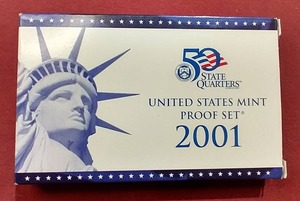 50
STATE
QUARTERS®
UNITED STATES MINT
PROOF SET®
2001